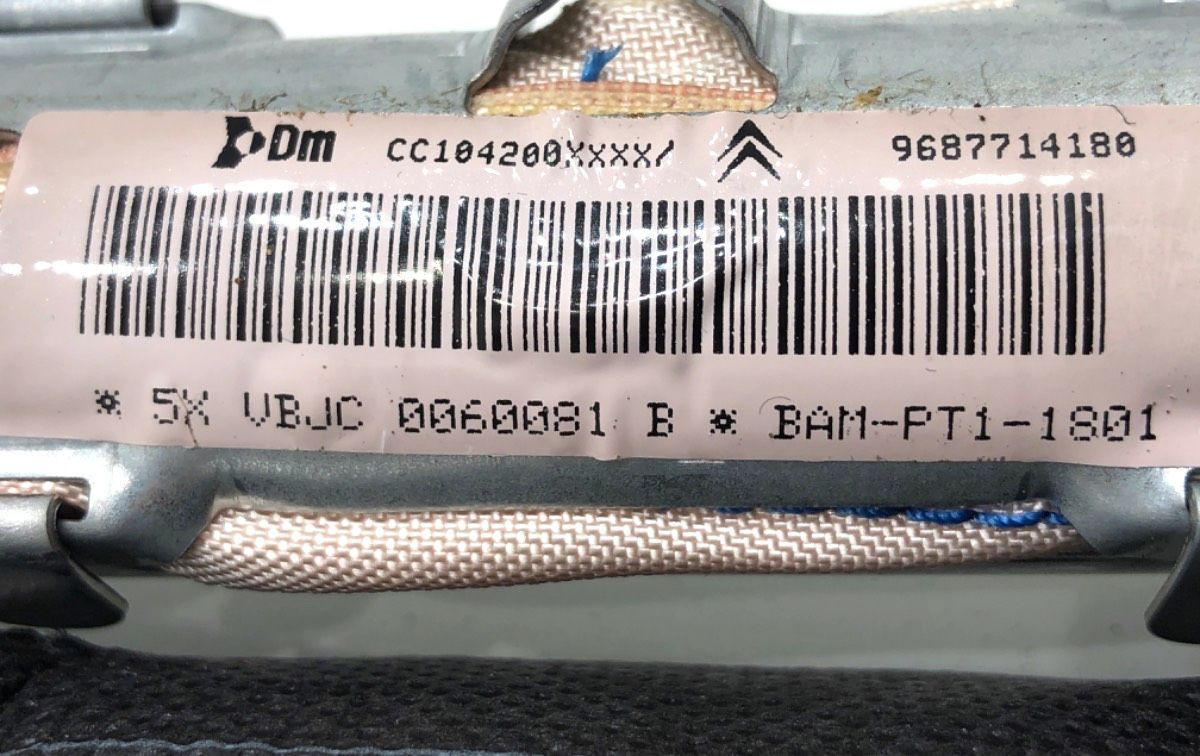 Dm CC104200XXXX/ 9687714180
* 5X VBJC 0060081 B * BAM-PT1-1801